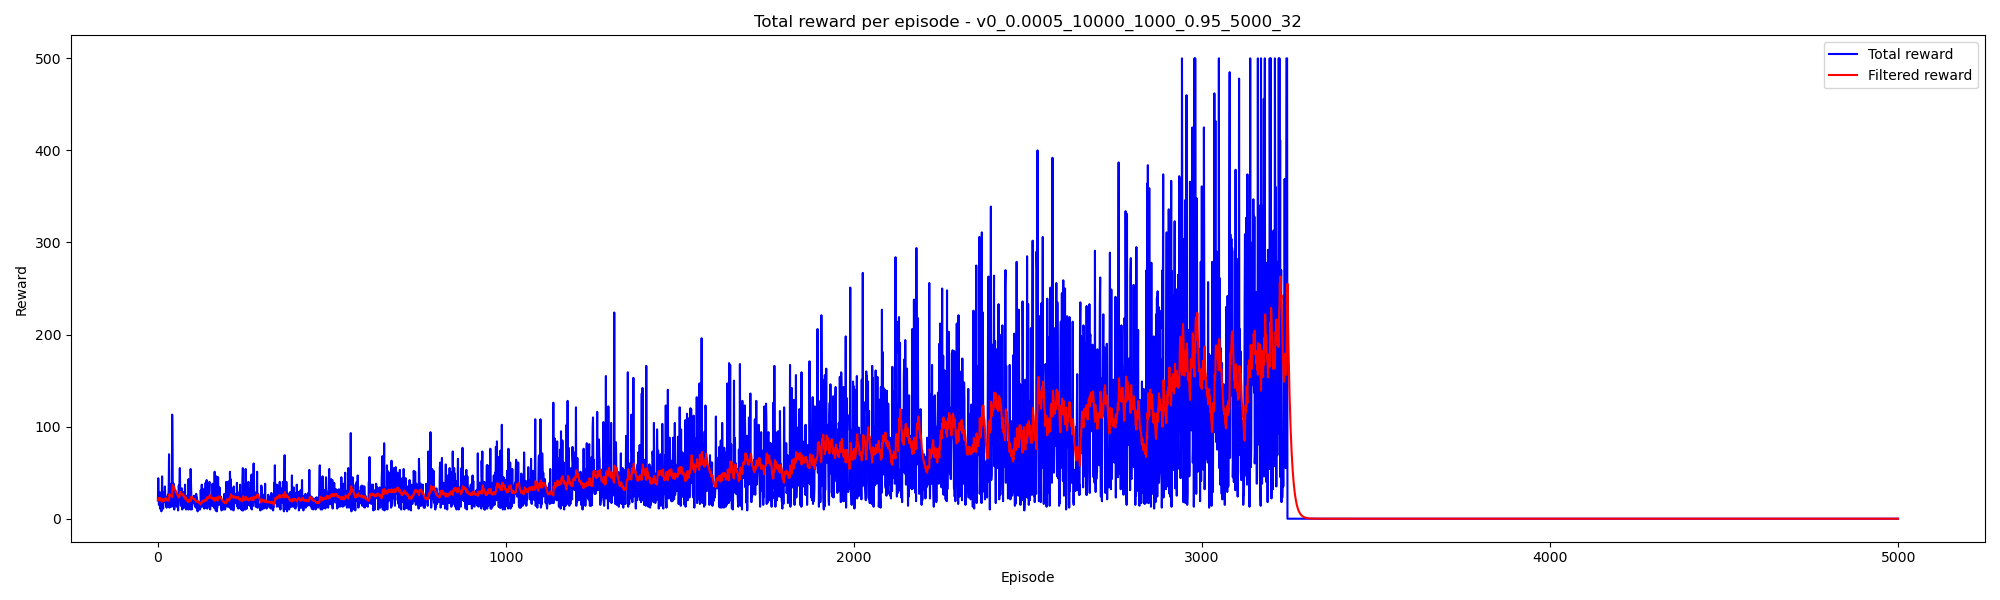 Total reward per episode - v0_0.0005_10000_1000_0.95_5000_32
Total reward
Filtered reward
500
400
300
200
100
0
Reward
0 1000 2000 3000 4000 5000
Episode